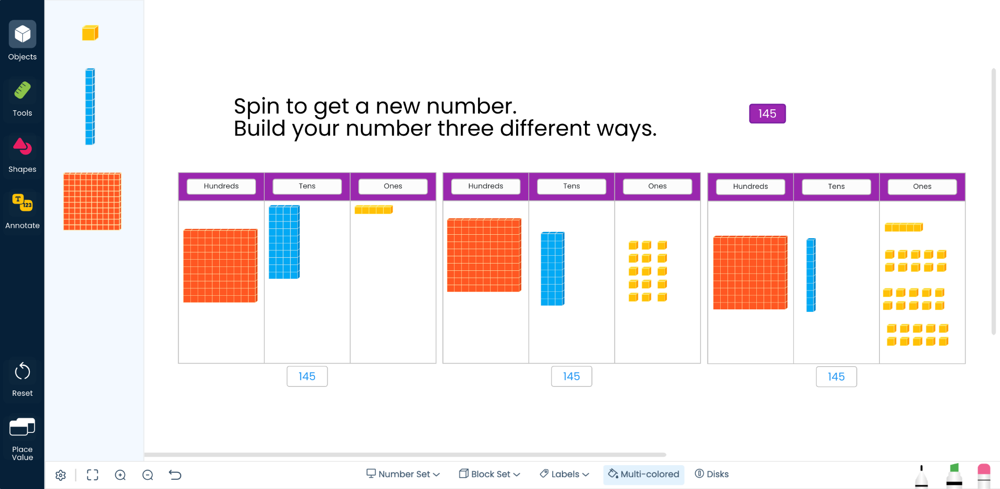 Objects
Tools
Shapes
T
123
Annotate
Reset
Place
Value
Spin to get a new number.
Build your number three different ways.
145
Hundreds Tens Ones
Hundreds Tens Ones
Hundreds Tens Ones
145
145
145
Number Set Block Set Labels Multi-colored Disks